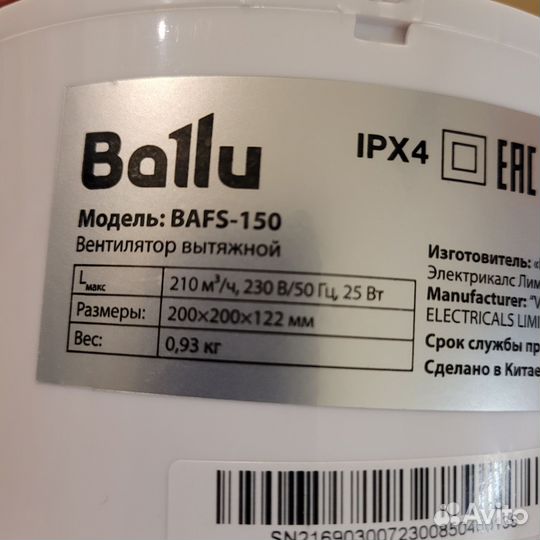 Ballu
IPX4 EAC
Модель: BAFS-150
Вентилятор вытяжной
Lмакс 210 м³/ч, 230 В/50 Гц, 25 Вт
Размеры: 200×200×122 мм
Вес: 0,93 кг
Изготовитель:
Электрикалс Лим
Manufacturer:
ELECTRICALS LIMI
Срок службы пр
Сделано в Китае
Avito